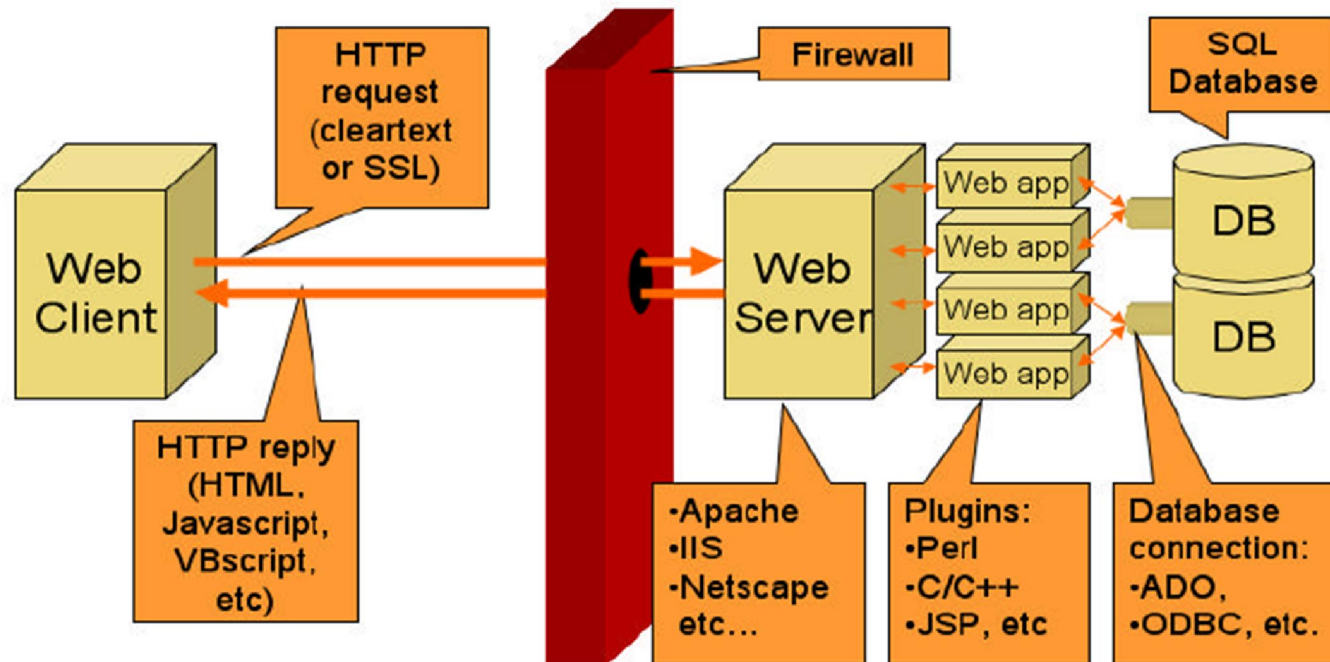 HTTP
request
(cleartext
or SSL)
Firewall
SQL
Database
Web
Client
Web
Server
Web app
Web app
Web app
Web app
DB
DB
HTTP reply
(HTML,
Javascript,
VBscript,
etc)
•Apache
•IIS
•Netscape
etc...
Plugins:
•Perl
•C/C++
•JSP, etc
Database
connection:
•ADO,
•ODBC, etc.